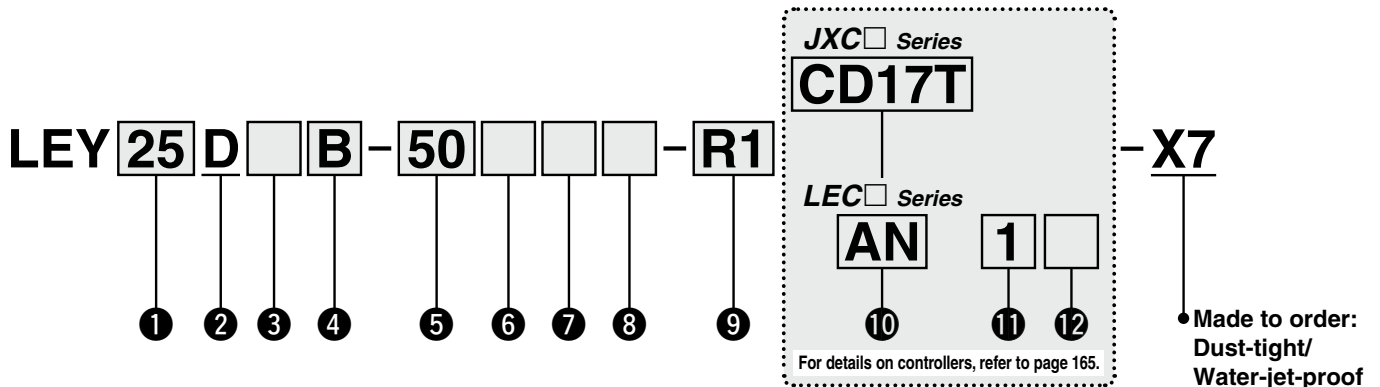 JXC□ Series
CD17T
LEY 25 D □ B – 50 □ □ □ – R1 – X7
LEC□ Series
AN 1 □
❶ ❷ ❸ ❹ ❺ ❻ ❼ ❽ ❾ ❿ ⓫ ⓬
For details on controllers, refer to page 165.
● Made to order:
Dust-tight/
Water-jet-proof